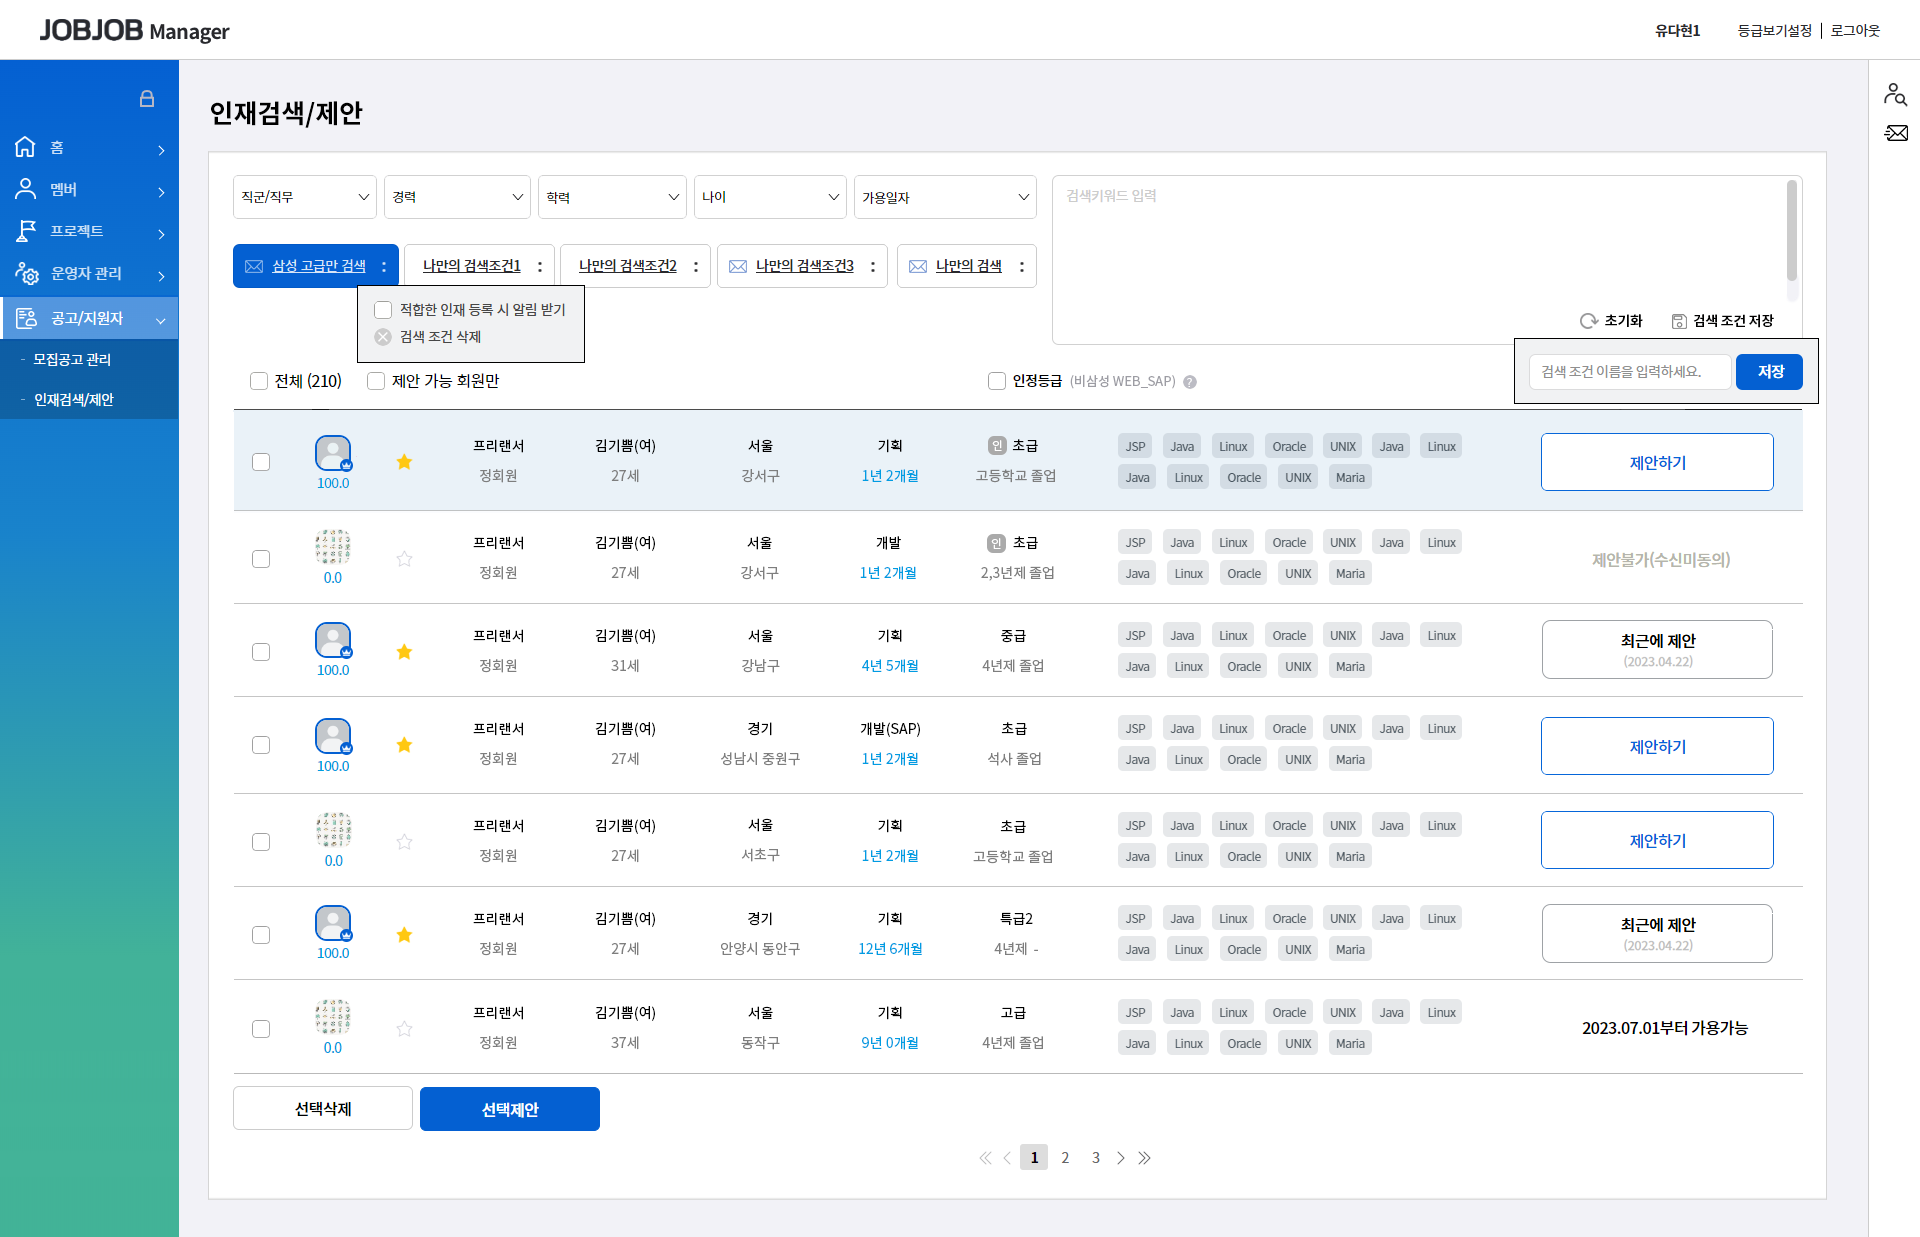 JOBJOB Manager
유다현1 등급보기설정 로그아웃
홈
멤버
프로젝트
운영자 관리
공고/지원자
- 모집공고 관리
- 인재검색/제안
인재검색/제안
직군/직무 경력 학력 나이 가용일자
검색키워드 입력
삼성 고급만 검색 : 나만의 검색조건1 : 나만의 검색조건2 : 나만의 검색조건3 : 나만의 검색 :
적합한 인재 등록 시 알림 받기
검색 조건 삭제
초기화 검색 조건 저장
검색 조건 이름을 입력하세요. 저장
전체 (210) 제안 가능 회원만 인정등급 (비삼성 WEB_SAP) ?
프리랜서 김기쁨(여) 서울 기획 인 초급 JSP Java Linux Oracle UNIX Java Linux
100.0 정회원 27세 강서구 1년 2개월 고등학교 졸업 Java Linux Oracle UNIX Maria
제안하기
프리랜서 김기쁨(여) 서울 개발 인 초급 JSP Java Linux Oracle UNIX Java Linux
0.0 정회원 27세 강서구 1년 2개월 2,3년제 졸업 Java Linux Oracle UNIX Maria
제안불가(수신미동의)
프리랜서 김기쁨(여) 서울 기획 중급 JSP Java Linux Oracle UNIX Java Linux
100.0 정회원 31세 강남구 4년 5개월 4년제 졸업 Java Linux Oracle UNIX Maria
최근에 제안
(2023.04.22)
프리랜서 김기쁨(여) 경기 개발(SAP) 초급 JSP Java Linux Oracle UNIX Java Linux
100.0 정회원 27세 성남시 중원구 1년 2개월 석사 졸업 Java Linux Oracle UNIX Maria
제안하기
프리랜서 김기쁨(여) 서울 기획 초급 JSP Java Linux Oracle UNIX Java Linux
0.0 정회원 27세 서초구 1년 2개월 고등학교 졸업 Java Linux Oracle UNIX Maria
제안하기
프리랜서 김기쁨(여) 경기 기획 특급2 JSP Java Linux Oracle UNIX Java Linux
100.0 정회원 27세 안양시 동안구 12년 6개월 4년제 - Java Linux Oracle UNIX Maria
최근에 제안
(2023.04.22)
프리랜서 김기쁨(여) 서울 기획 고급 JSP Java Linux Oracle UNIX Java Linux
0.0 정회원 37세 동작구 9년 0개월 4년제 졸업 Java Linux Oracle UNIX Maria
2023.07.01부터 가용가능
선택삭제 선택제안
1 2 3